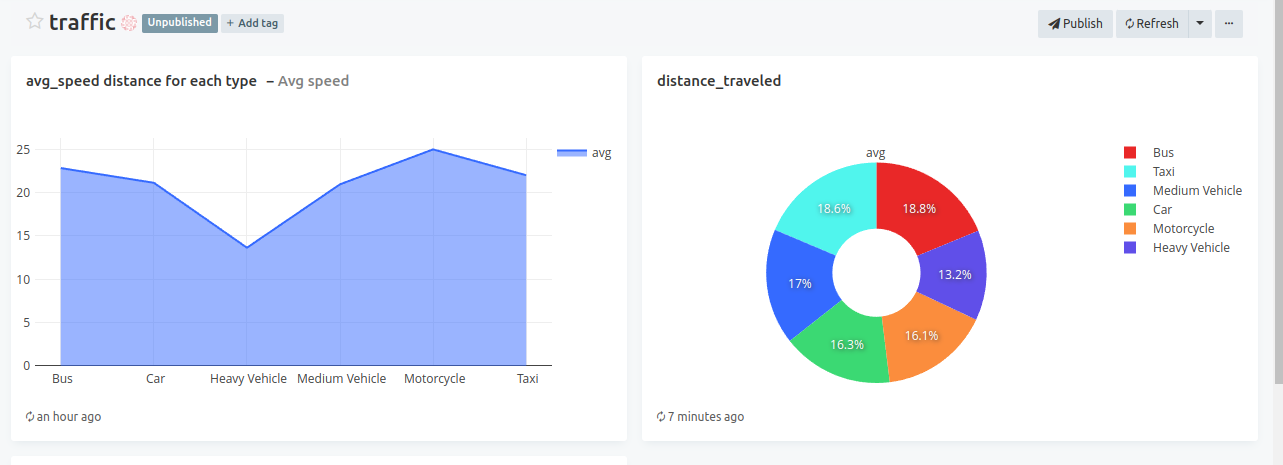 traffic Unpublished + Add tag Publish Refresh ...
avg_speed distance for each type – Avg speed
avg
25
20
15
10
5
0
Bus Car Heavy Vehicle Medium Vehicle Motorcycle Taxi
an hour ago
distance_traveled
avg
18.6%
18.8%
17%
13.2%
16.3%
16.1%
Bus
Taxi
Medium Vehicle
Car
Motorcycle
Heavy Vehicle
7 minutes ago